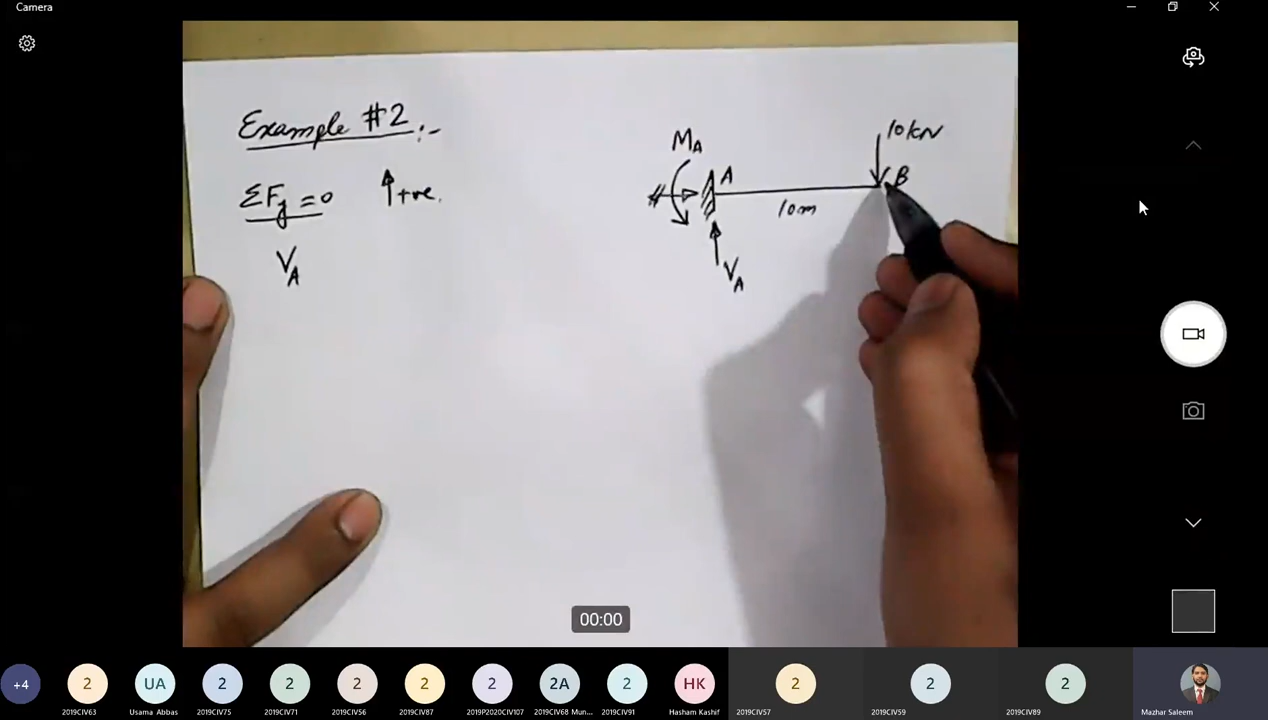 Camera
Example #2:-
ΣFy = 0 ↑+ve.
VA
MA
A
10kN
B
10m
VA
00:00
+4
2
UA
2
2
2
2
2
2A
2
HK
2
2
2
2019CIV63
Usama Abbas
2019CIV75
2019CIV71
2019CIV56
2019CIV87
2019P2020CIV107
2019CIV68 Mun...
2019CIV91
Hasham Kashif
2019CIV57
2019CIV59
2019CIV89
Mazhar Saleem